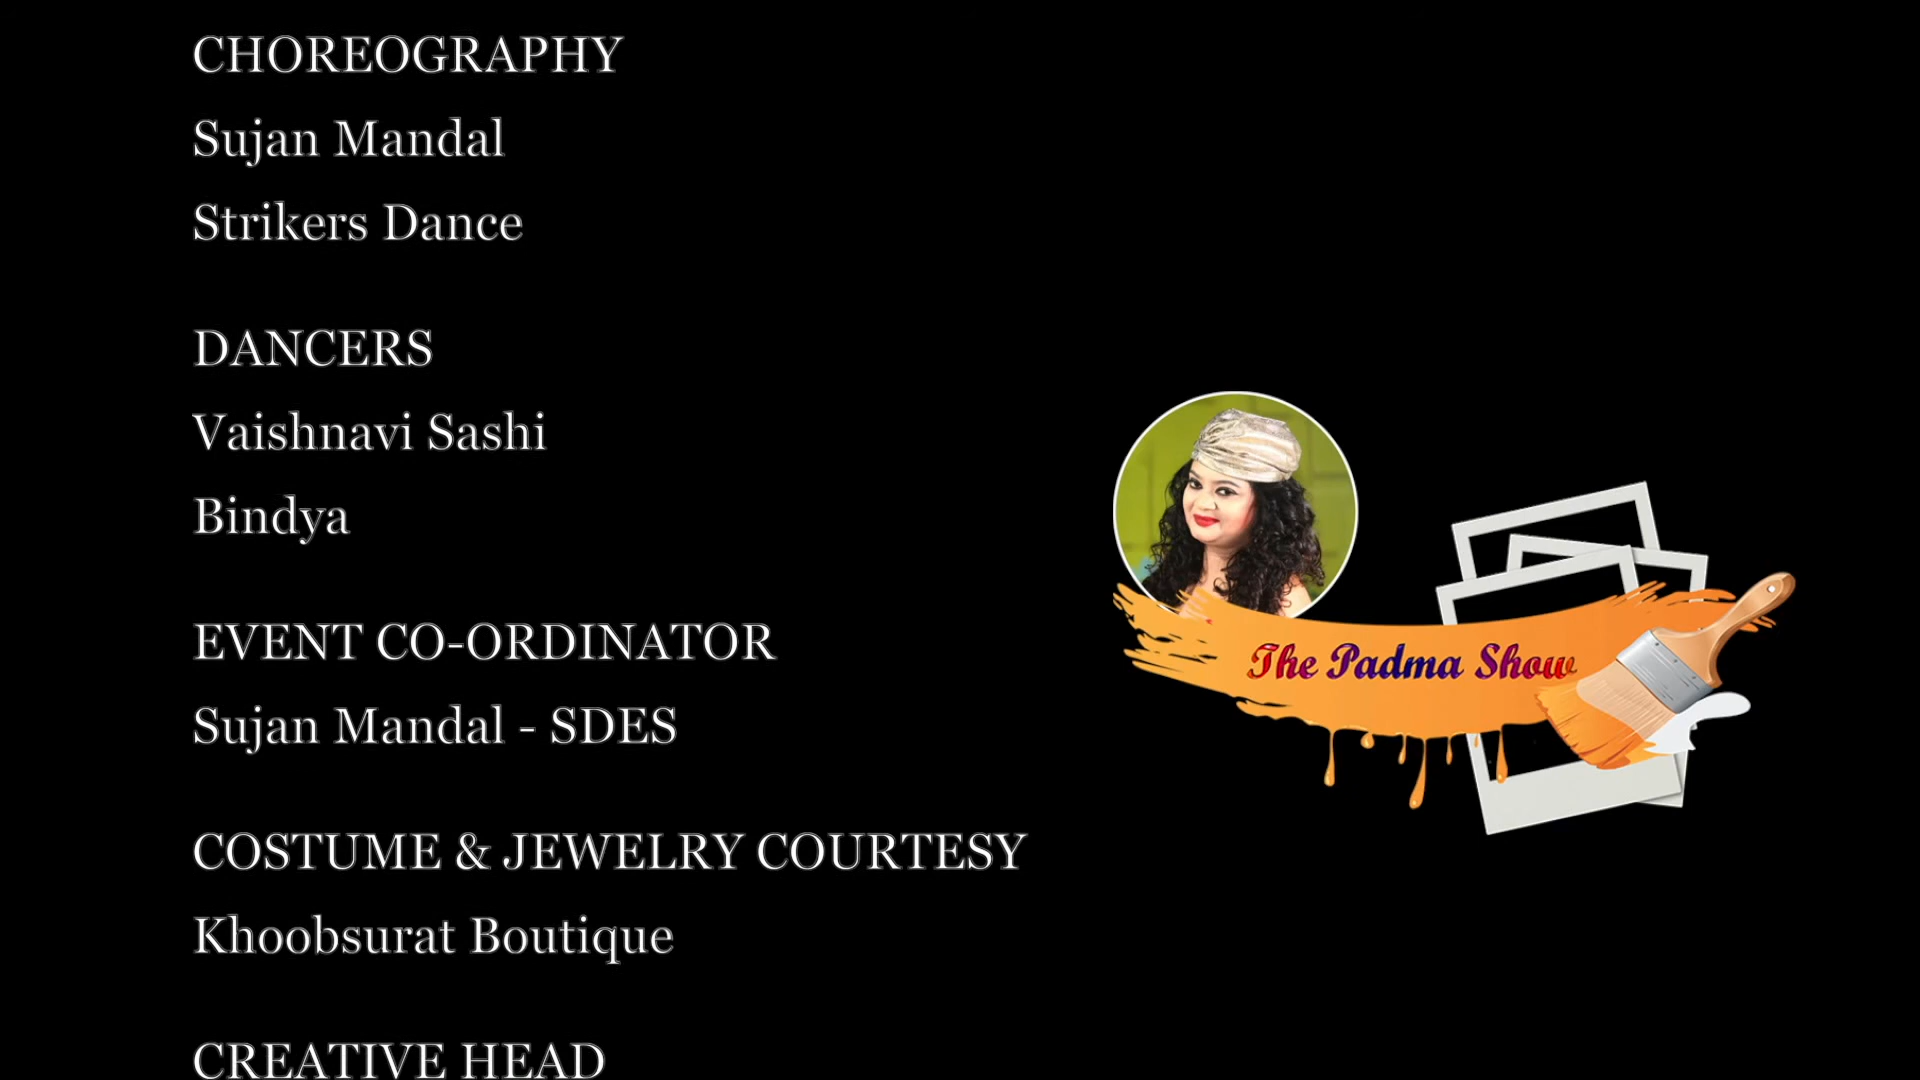 CHOREOGRAPHY
Sujan Mandal
Strikers Dance
DANCERS
Vaishnavi Sashi
Bindya
EVENT CO-ORDINATOR
Sujan Mandal - SDES
COSTUME & JEWELRY COURTESY
Khoobsurat Boutique
CREATIVE HEAD
The Padma Show